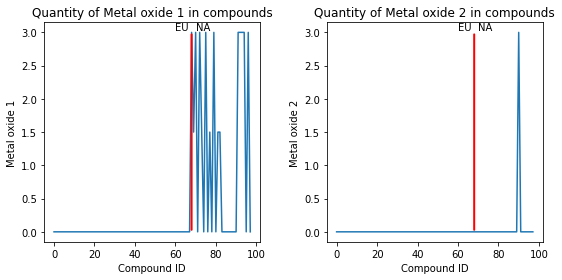 Quantity of Metal oxide 1 in compounds
EU NA
3.0
2.5
2.0
1.5
1.0
0.5
0.0
Metal oxide 1
0 20 40 60 80 100
Compound ID
Quantity of Metal oxide 2 in compounds
EU NA
3.0
2.5
2.0
1.5
1.0
0.5
0.0
Metal oxide 2
0 20 40 60 80 100
Compound ID